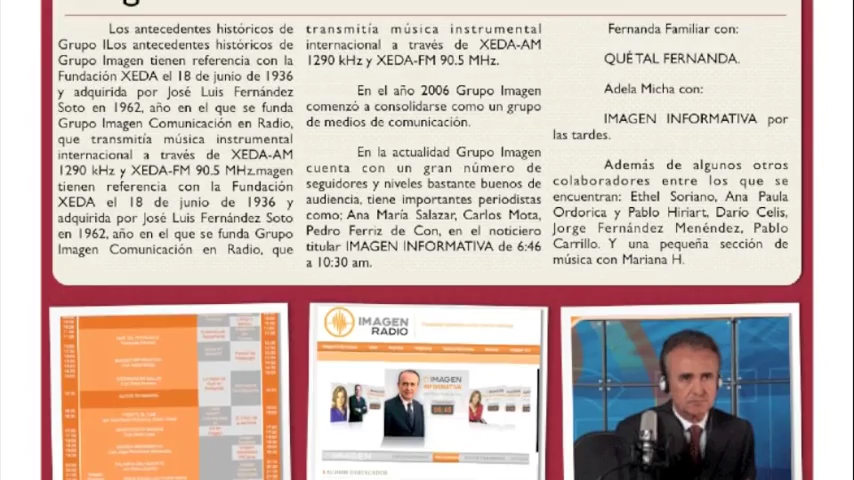 Los antecedentes históricos de
Grupo ILos antecedentes históricos de
Grupo Imagen tienen referencia con la
Fundación XEDA el 18 de junio de 1936
y adquirida por José Luis Fernández
Soto en 1962, año en el que se funda
Grupo Imagen Comunicación en Radio,
que transmitía música instrumental
internacional a través de XEDA-AM
1290 kHz y XEDA-FM 90.5 MHz.magen
tienen referencia con la Fundación
XEDA el 18 de junio de 1936 y
adquirida por José Luis Fernández Soto
en 1962, año en el que se funda Grupo
Imagen Comunicación en Radio, que
transmitía música instrumental
internacional a través de XEDA-AM
1290 kHz y XEDA-FM 90.5 MHz.
En el año 2006 Grupo Imagen
comenzó a consolidarse como un grupo
de medios de comunicación.
En la actualidad Grupo Imagen
cuenta con un gran número de
seguidores y niveles bastante buenos de
audiencia, tiene importantes periodistas
como; Ana María Salazar, Carlos Mota,
Pedro Ferriz de Con, en el noticiero
titular IMAGEN INFORMATIVA de 6:46
a 10:30 am.
Fernanda Familiar con:
QUÉ TAL FERNANDA.
Adela Micha con:
IMAGEN INFORMATIVA por
las tardes.
Además de algunos otros
colaboradores entre los que se
encuentran: Ethel Soriano, Ana Paula
Ordorica y Pablo Hiriart, Darío Celis,
Jorge Fernández Menéndez, Pablo
Carrillo. Y una pequeña sección de
música con Mariana H.
IMAGEN
RADIO
IMAGEN
INFORMATIVA